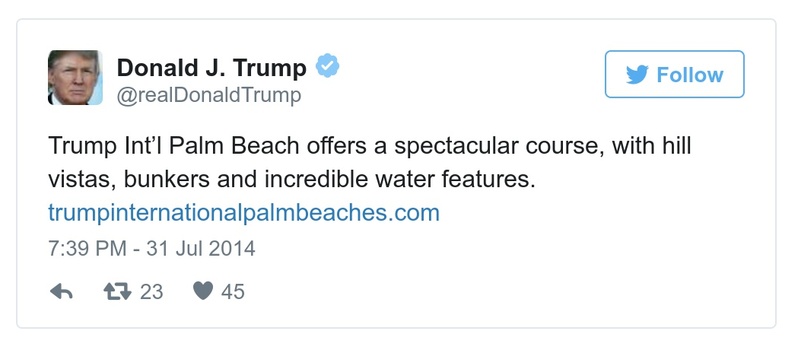 Donald J. Trump
@realDonaldTrump
Follow
Trump Int’l Palm Beach offers a spectacular course, with hill
vistas, bunkers and incredible water features.
trumpinternationalpalmbeaches.com
7:39 PM - 31 Jul 2014
23 45